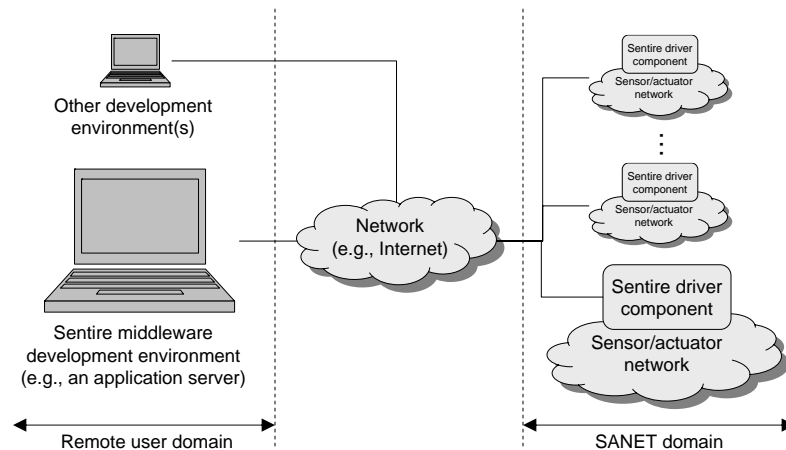 Other development
environment(s)
Sentire middleware
development environment
(e.g., an application server)
Remote user domain
Network
(e.g., Internet)
Sentire driver
component
Sensor/actuator
network
Sentire driver
component
Sensor/actuator
network
Sentire driver
component
Sensor/actuator
network
SANET domain